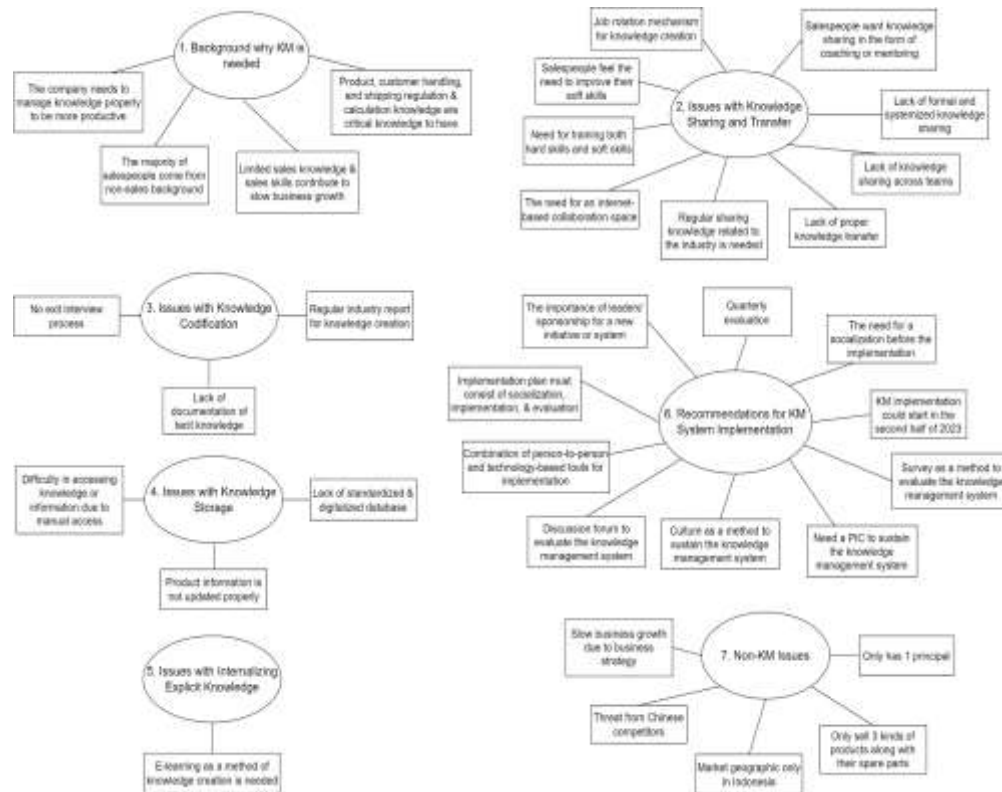 1. Background why KM is
needed
The company needs to
manage knowledge properly
to be more productive
Product, customer handling,
and shipping regulation &
calculation knowledge are
critical knowledge to have
The majority of
salespeople come from
non-sales background
Limited sales knowledge &
sales skills contribute to
slow business growth
Job rotation mechanism
for knowledge creation
Salespeople want knowledge
sharing in the form of
coaching or mentoring
Salespeople feel the
need to improve their
soft skills
2. Issues with Knowledge
Sharing and Transfer
Lack of formal and
systemized knowledge
sharing
Need for training both
hard skills and soft skills
Lack of knowledge
sharing across teams
The need for an internet-
based collaboration space
Regular sharing
knowledge related to
the industry is needed
Lack of proper
knowledge transfer
No exit interview
process
3. Issues with Knowledge
Codification
Regular industry report
for knowledge creation
Lack of
documentation of
tacit knowledge
Difficulty in accessing
knowledge or
information due to
manual access
4. Issues with Knowledge
Storage
Lack of standardized &
digitalized database
Product information is
not updated properly
5. Issues with Internalizing
Explicit Knowledge
E-learning as a method of
knowledge creation is needed
The importance of leaders'
sponsorship for a new
initiative or system
Quarterly
evaluation
The need for a
socialization before the
implementation
Implementation plan must
consist of socialization,
implementation, & evaluation
6. Recommendations for KM
System Implementation
KM implementation
could start in the
second half of 2023
Combination of person-to-person
and technology-based tools for
implementation
Survey as a method to
evaluate the knowledge
management system
Discussion forum to
evaluate the knowledge
management system
Culture as a method to
sustain the knowledge
management system
Need a PIC to sustain
the knowledge
management system
Slow business growth
due to business
strategy
7. Non-KM Issues
Only has 1 principal
Threat from Chinese
competitors
Market geographic only
in Indonesia
Only sell 3 kinds of
products along with
their spare parts